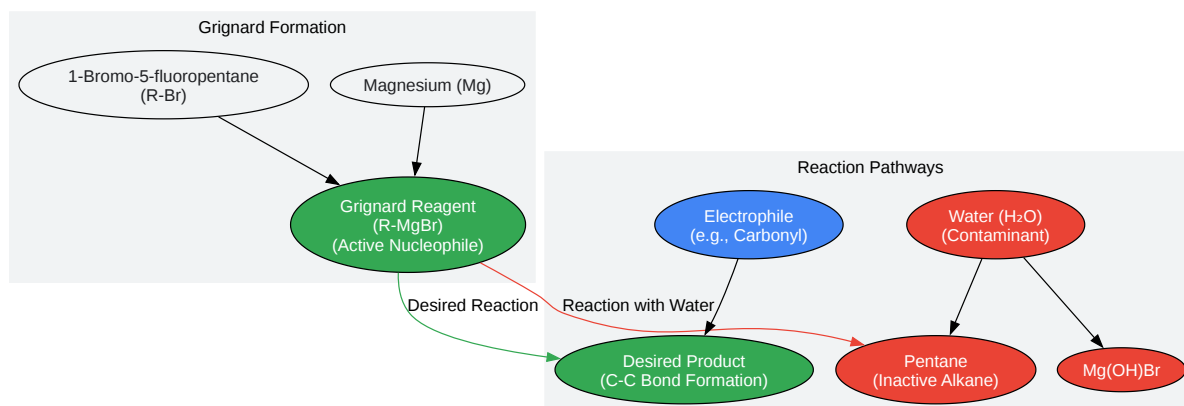 Grignard Formation
1-Bromo-5-fluoropentane
(R-Br)
Magnesium (Mg)
Grignard Reagent
(R-MgBr)
(Active Nucleophile)
Reaction Pathways
Electrophile
(e.g., Carbonyl)
Water (H₂O)
(Contaminant)
Desired Reaction
Reaction with Water
Desired Product
(C-C Bond Formation)
Pentane
(Inactive Alkane)
Mg(OH)Br